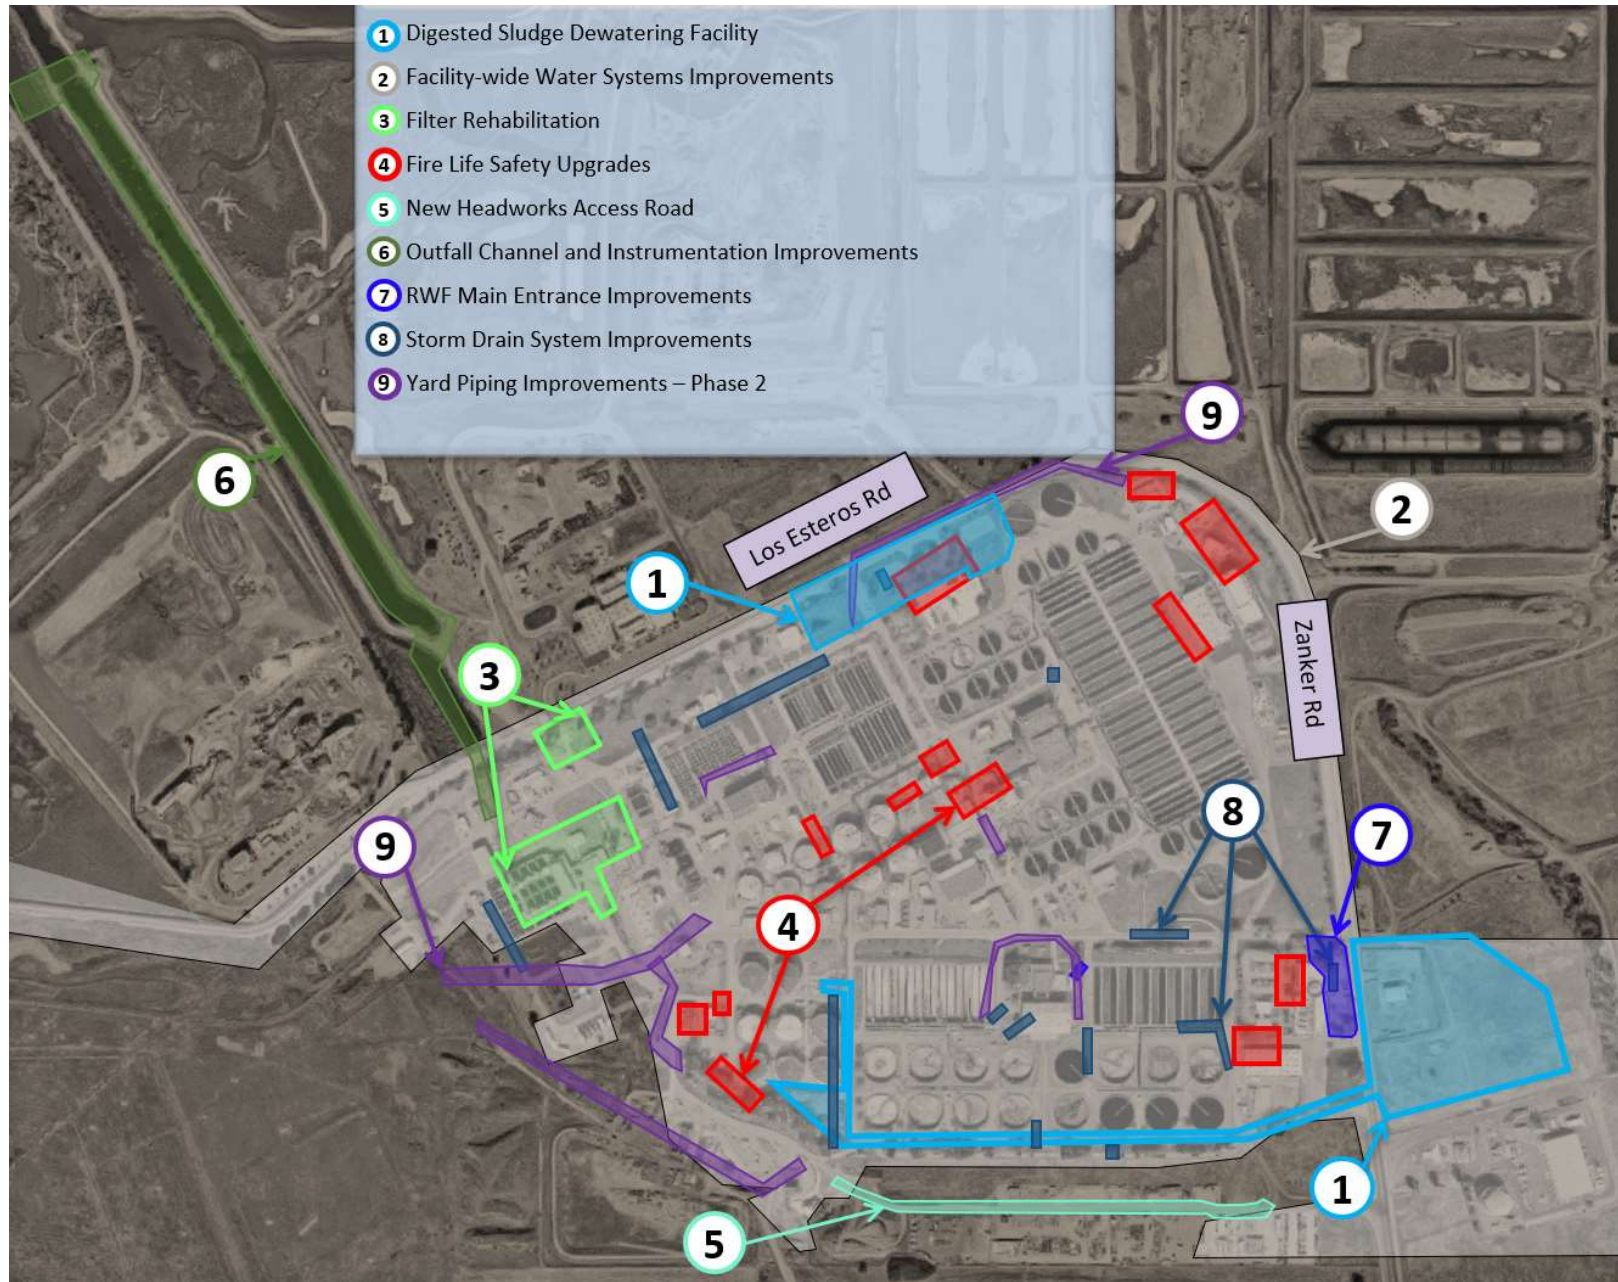 1 Digested Sludge Dewatering Facility
2 Facility-wide Water Systems Improvements
3 Filter Rehabilitation
4 Fire Life Safety Upgrades
5 New Headworks Access Road
6 Outfall Channel and Instrumentation Improvements
7 RWF Main Entrance Improvements
8 Storm Drain System Improvements
9 Yard Piping Improvements – Phase 2
9
6
Los Esteros Rd
2
1
Zanker Rd
3
8
7
9
4
1
5